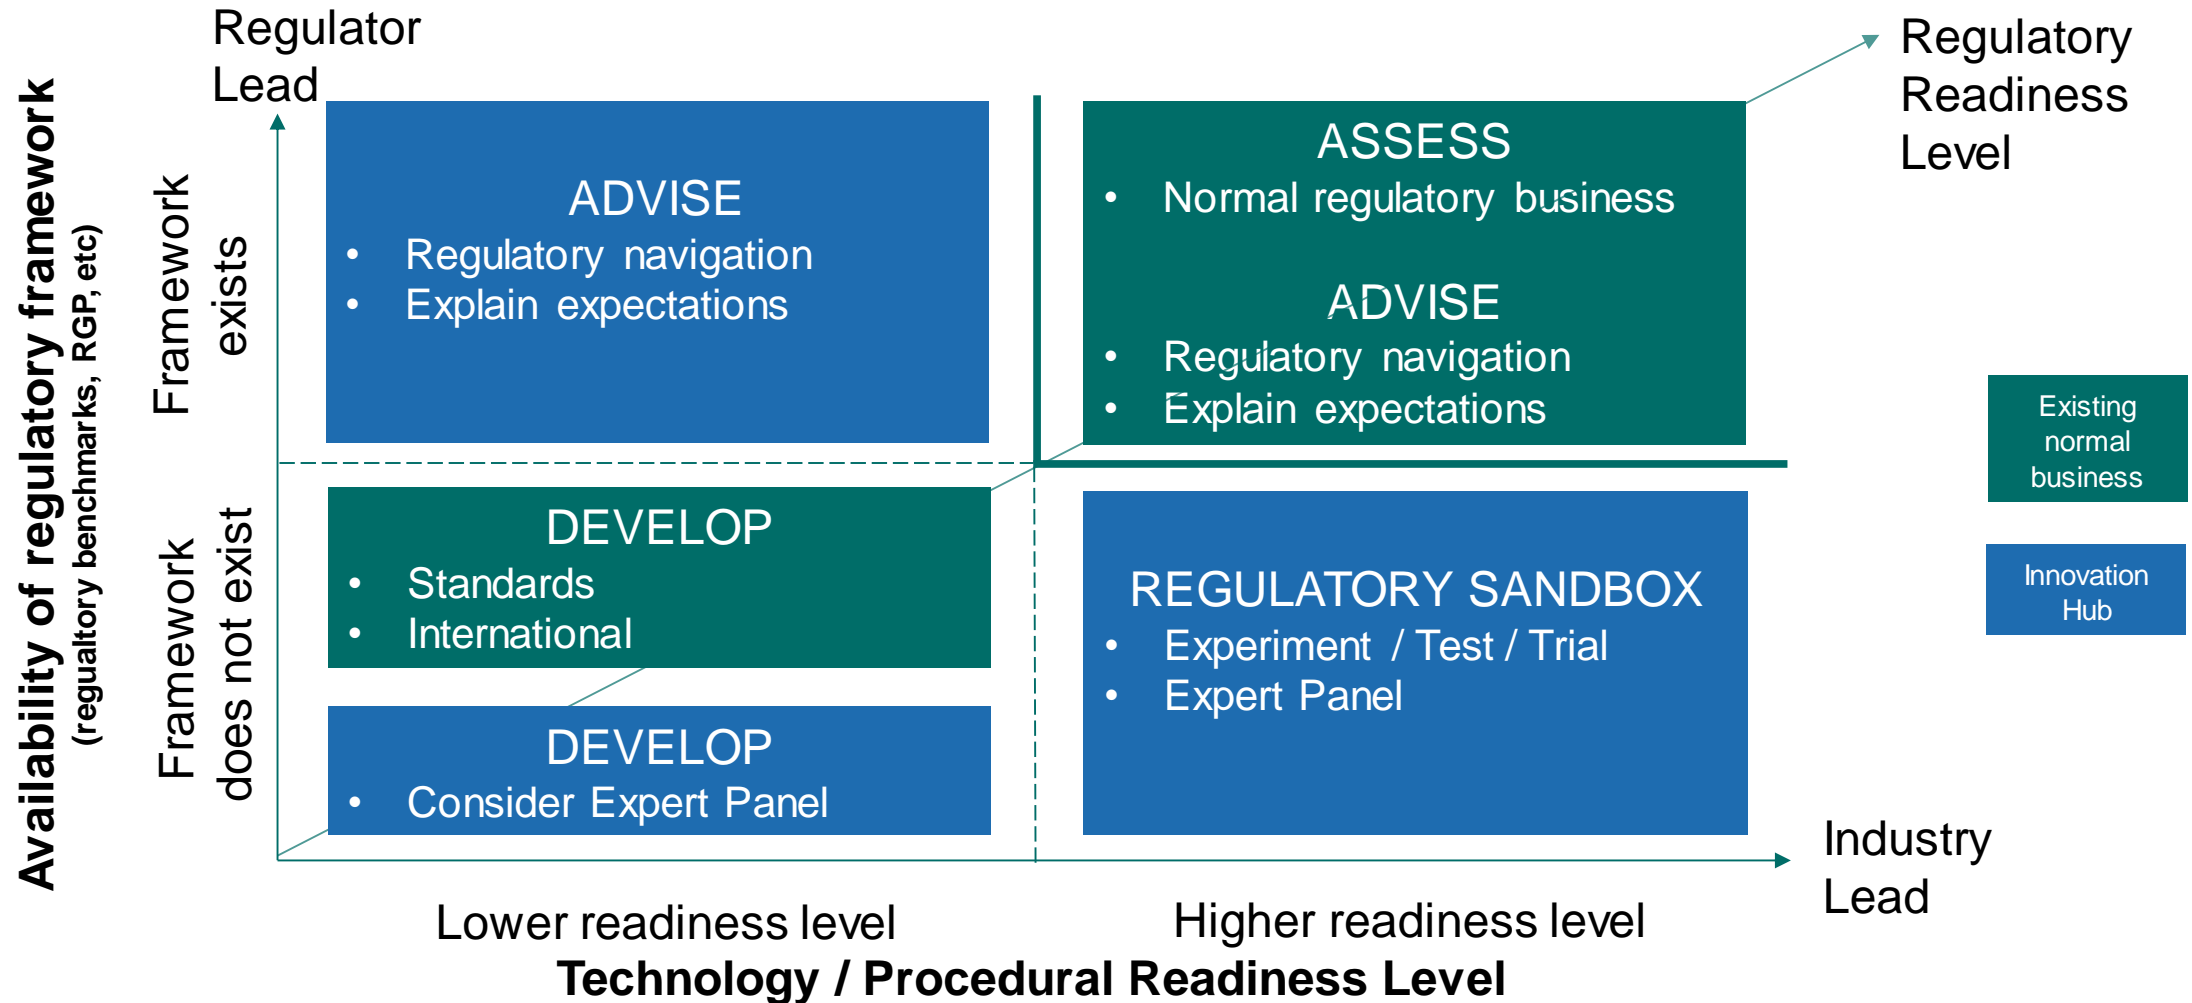 Regulator
Lead
Regulatory
Readiness
Level
Availability of regulatory framework
(regualtory benchmarks, RGP, etc)
Framework
exists
Framework
does not exist
ADVISE
• Regulatory navigation
• Explain expectations
ASSESS
• Normal regulatory business
ADVISE
• Regulatory navigation
• Explain expectations
DEVELOP
• Standards
• International
DEVELOP
• Consider Expert Panel
REGULATORY SANDBOX
• Experiment / Test / Trial
• Expert Panel
Existing
normal
business
Innovation
Hub
Industry
Lead
Lower readiness level
Higher readiness level
Technology / Procedural Readiness Level